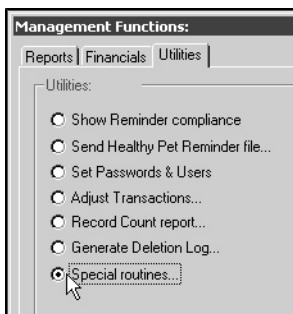 Management Functions:
Reports Financials Utilities
Utilities:
Show Reminder compliance
Send Healthy Pet Reminder file...
Set Passwords & Users
Adjust Transactions...
Record Count report...
Generate Deletion Log...
Special routines...